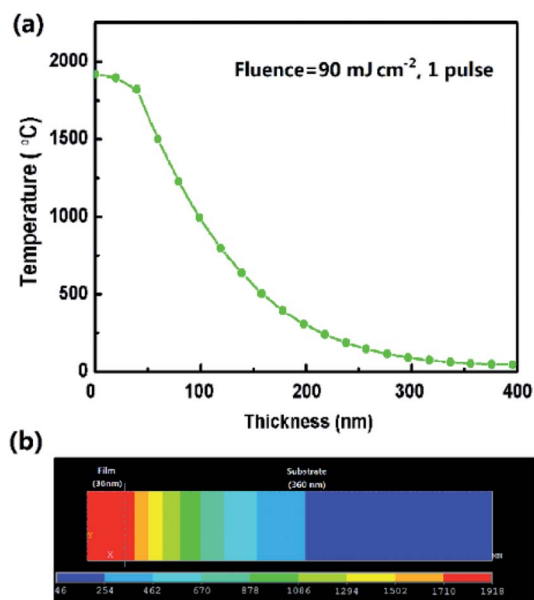 (a)
Fluence=90 mJ cm-2, 1 pulse
Temperature ( °C)
2000
1500
1000
500
0
0 100 200 300 400
Thickness (nm)
(b)
Film
(36nm)
Substrate
(360 nm)
X
46 254 462 670 878 1086 1294 1502 1710 1918